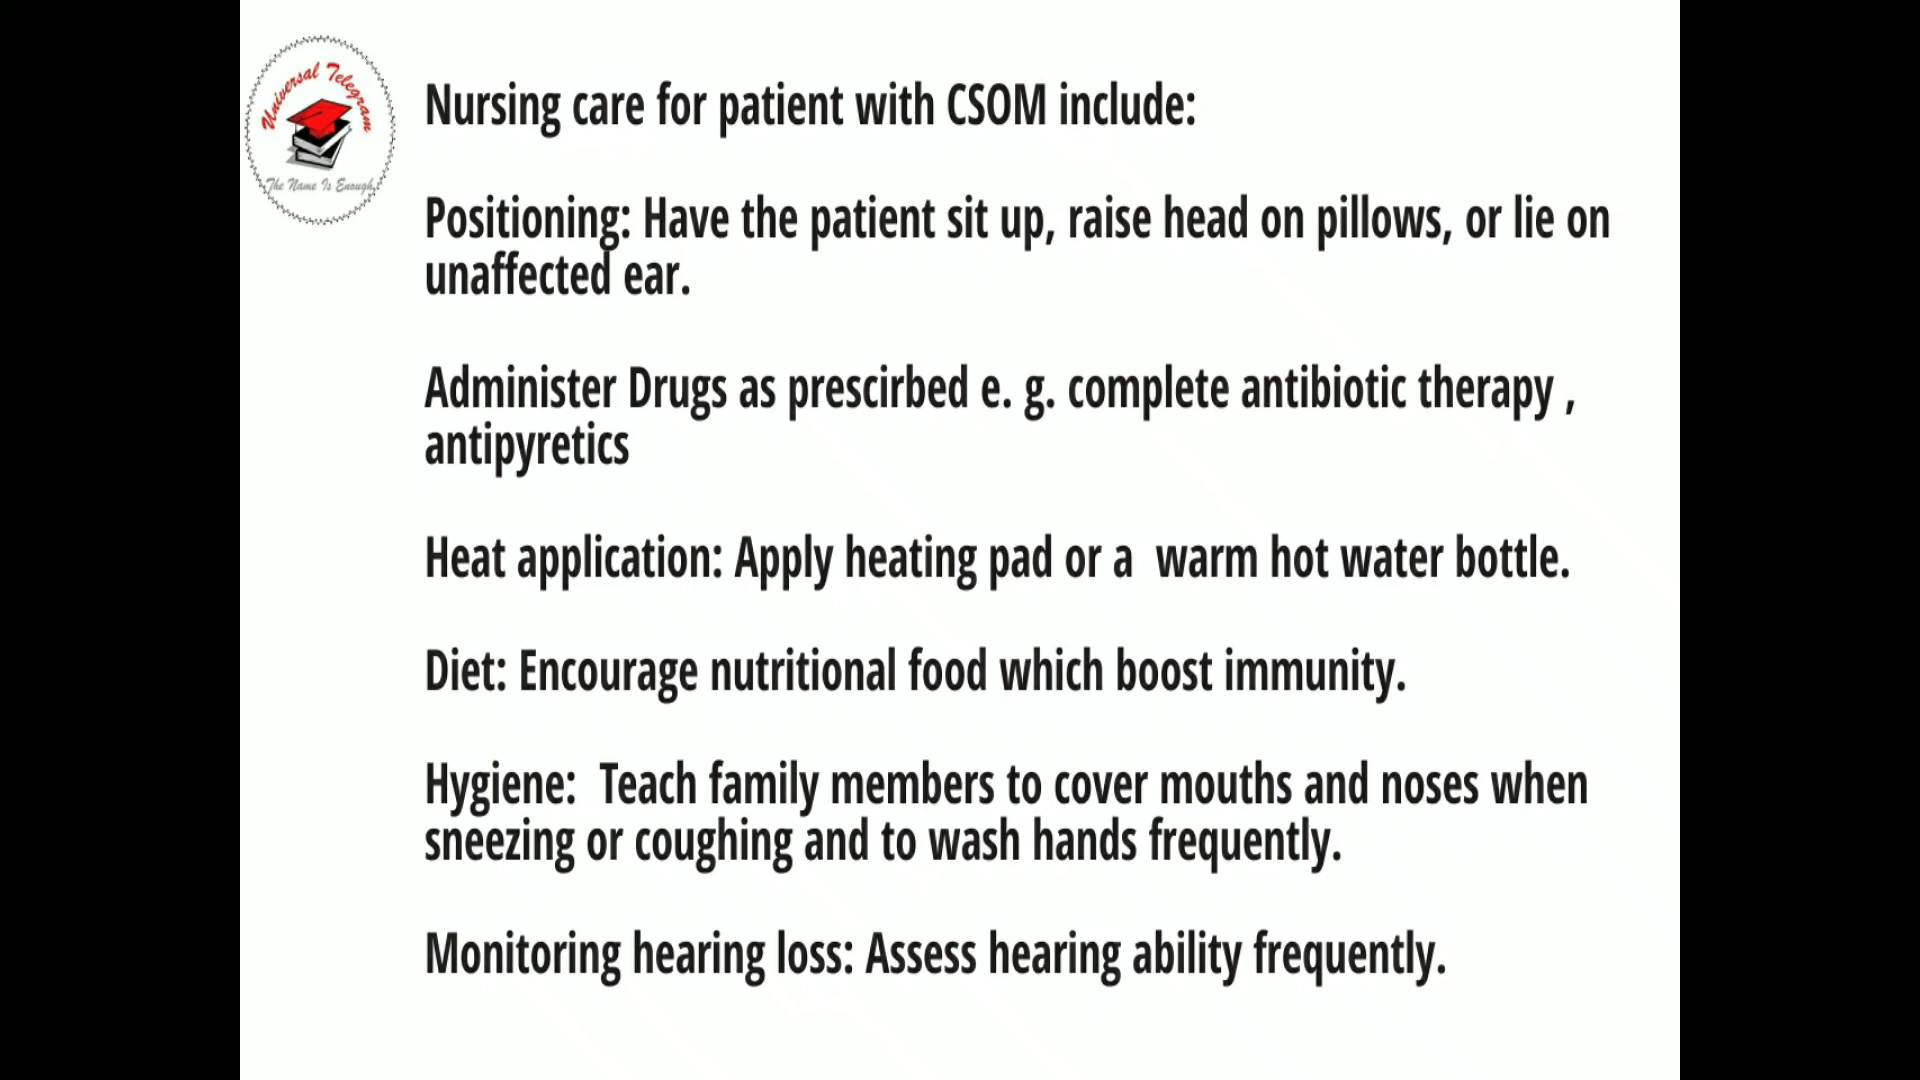 Universal Telegram
The Name Is Enough
Nursing care for patient with CSOM include:
Positioning: Have the patient sit up, raise head on pillows, or lie on
unaffected ear.
Administer Drugs as prescirbed e. g. complete antibiotic therapy ,
antipyretics
Heat application: Apply heating pad or a  warm hot water bottle.
Diet: Encourage nutritional food which boost immunity.
Hygiene:  Teach family members to cover mouths and noses when
sneezing or coughing and to wash hands frequently.
Monitoring hearing loss: Assess hearing ability frequently.